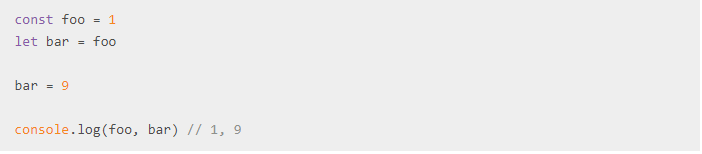 const foo = 1
let bar = foo
bar = 9
console.log(foo, bar) // 1, 9